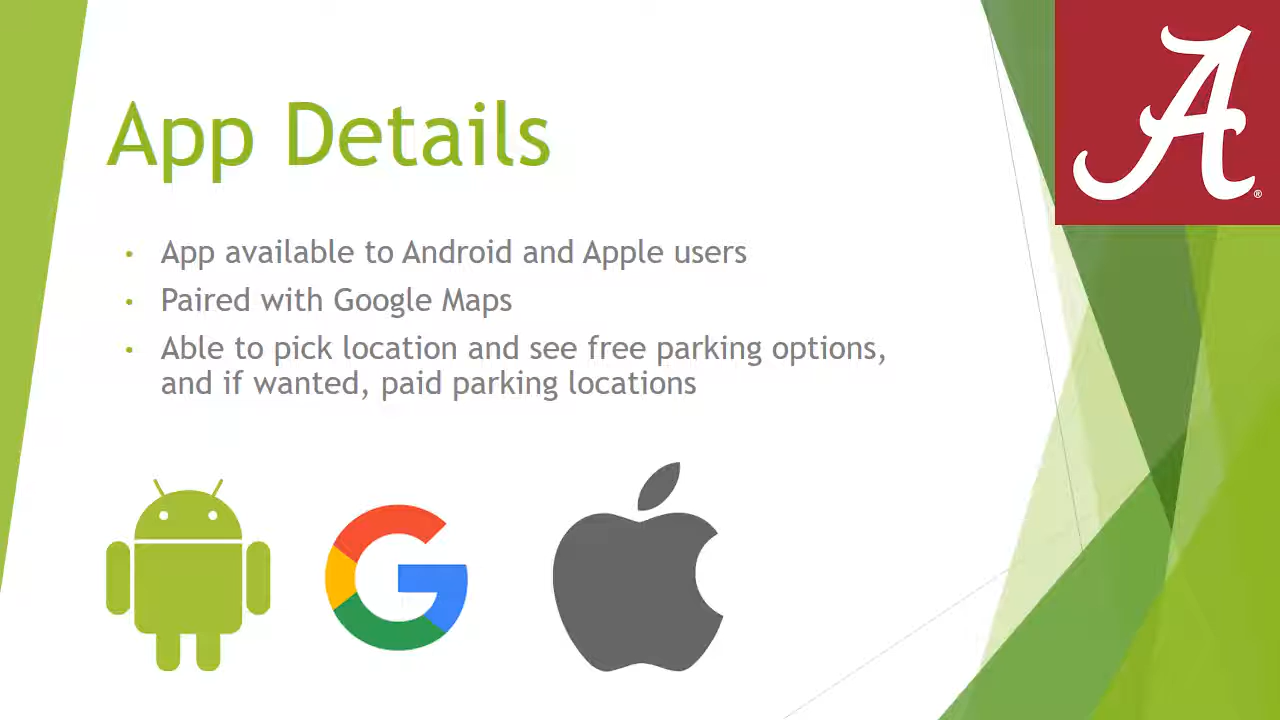 App Details
A
®
• App available to Android and Apple users
• Paired with Google Maps
• Able to pick location and see free parking options,
and if wanted, paid parking locations
G